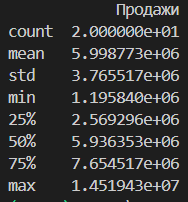 Продажи
count 2.000000e+01
mean 5.998773e+06
std 3.765517e+06
min 1.195840e+06
25% 2.569296e+06
50% 5.936353e+06
75% 7.654517e+06
max 1.451943e+07